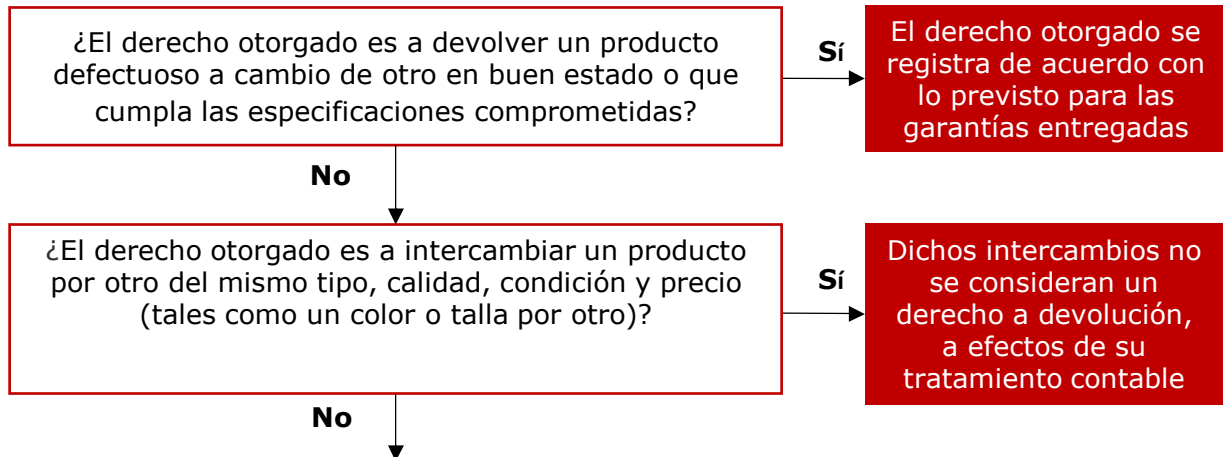 ¿El derecho otorgado es a devolver un producto
defectuoso a cambio de otro en buen estado o que
cumpla las especificaciones comprometidas?
Sí
El derecho otorgado se
registra de acuerdo con
lo previsto para las
garantías entregadas
No
¿El derecho otorgado es a intercambiar un producto
por otro del mismo tipo, calidad, condición y precio
(tales como un color o talla por otro)?
Sí
Dichos intercambios no
se consideran un
derecho a devolución,
a efectos de su
tratamiento contable
No